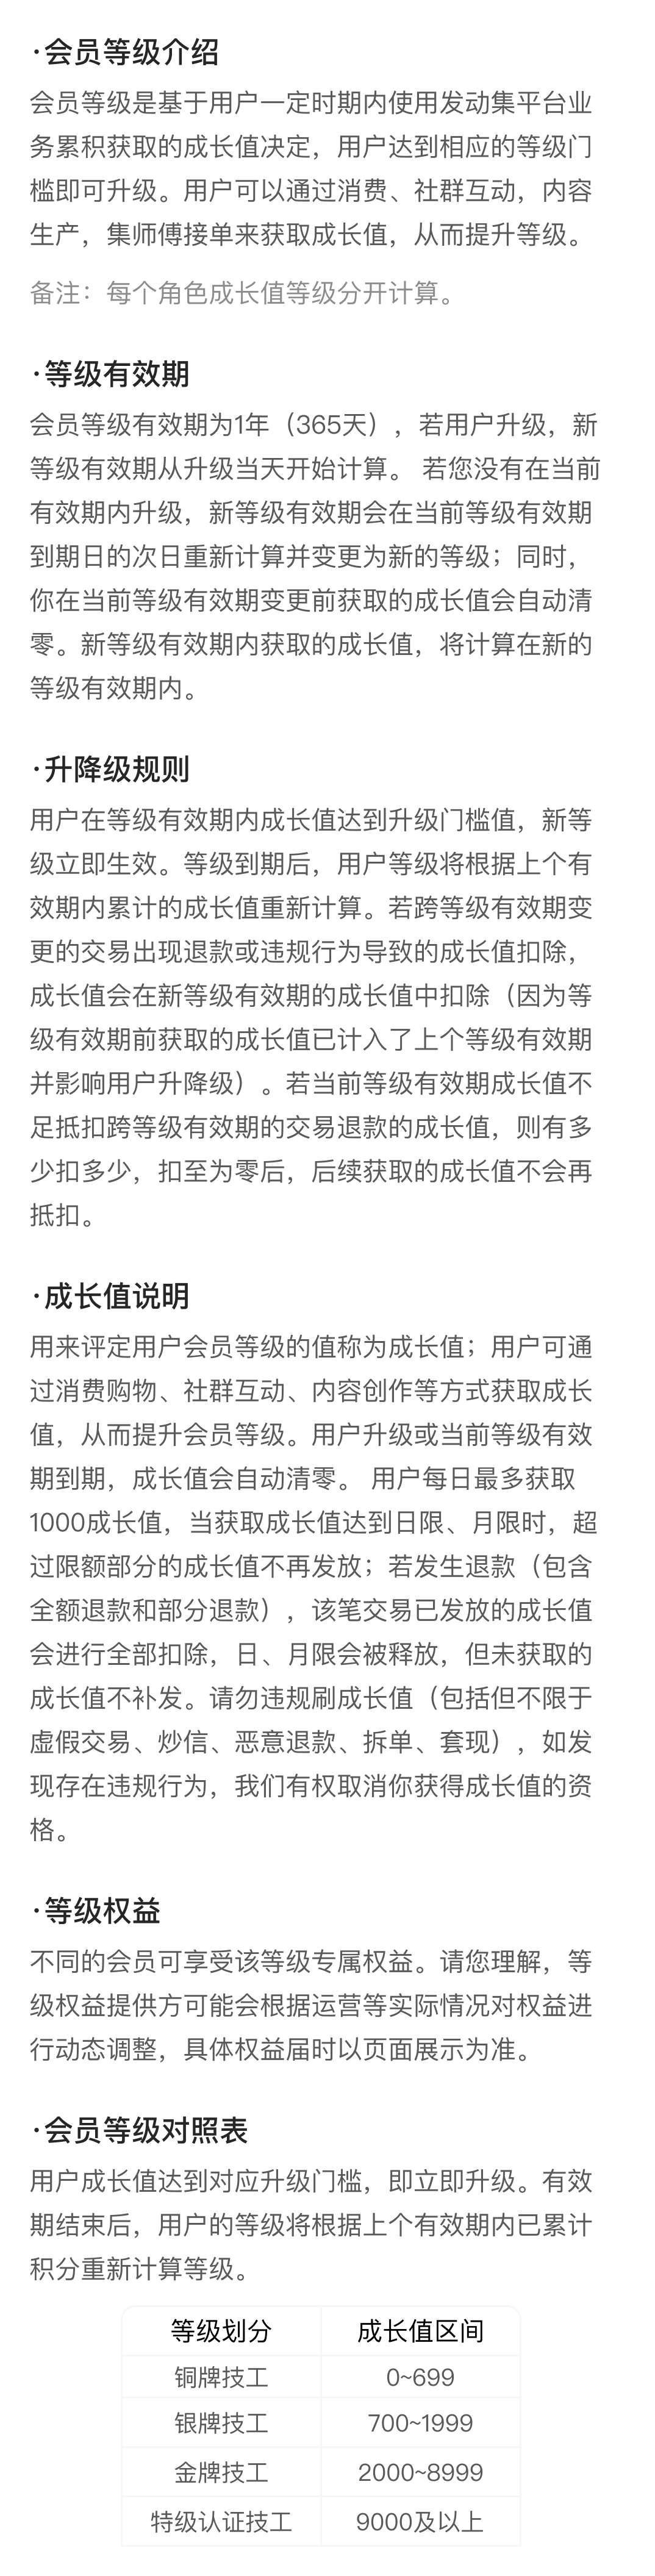 ·会员等级介绍
会员等级是基于用户一定时期内使用发动集平台业
务累积获取的成长值决定，用户达到相应的等级门
槛即可升级。用户可以通过消费、社群互动，内容
生产，集师傅接单来获取成长值，从而提升等级。
备注：每个角色成长值等级分开计算。
·等级有效期
会员等级有效期为1年（365天），若用户升级，新
等级有效期从升级当天开始计算。 若您没有在当前
有效期内升级，新等级有效期会在当前等级有效期
到期日的次日重新计算并变更为新的等级；同时，
你在当前等级有效期变更前获取的成长值会自动清
零。新等级有效期内获取的成长值，将计算在新的
等级有效期内。
·升降级规则
用户在等级有效期内成长值达到升级门槛值，新等
级立即生效。等级到期后，用户等级将根据上个有
效期内累计的成长值重新计算。若跨等级有效期变
更的交易出现退款或违规行为导致的成长值扣除，
成长值会在新等级有效期的成长值中扣除（因为等
级有效期前获取的成长值已计入了上个等级有效期
并影响用户升降级）。若当前等级有效期成长值不
足抵扣跨等级有效期的交易退款的成长值，则有多
少扣多少，扣至为零后，后续获取的成长值不会再
抵扣。
·成长值说明
用来评定用户会员等级的值称为成长值；用户可通
过消费购物、社群互动、内容创作等方式获取成长
值，从而提升会员等级。用户升级或当前等级有效
期到期，成长值会自动清零。 用户每日最多获取
1000成长值，当获取成长值达到日限、月限时，超
过限额部分的成长值不再发放；若发生退款（包含
全额退款和部分退款），该笔交易已发放的成长值
会进行全部扣除，日、月限会被释放，但未获取的
成长值不补发。请勿违规刷成长值（包括但不限于
虚假交易、炒信、恶意退款、拆单、套现），如发
现存在违规行为，我们有权取消你获得成长值的资
格。
·等级权益
不同的会员可享受该等级专属权益。请您理解，等
级权益提供方可能会根据运营等实际情况对权益进
行动态调整，具体权益届时以页面展示为准。
·会员等级对照表
用户成长值达到对应升级门槛，即立即升级。有效
期结束后，用户的等级将根据上个有效期内已累计
积分重新计算等级。
等级划分 成长值区间
铜牌技工 0~699
银牌技工 700~1999
金牌技工 2000~8999
特级认证技工 9000及以上